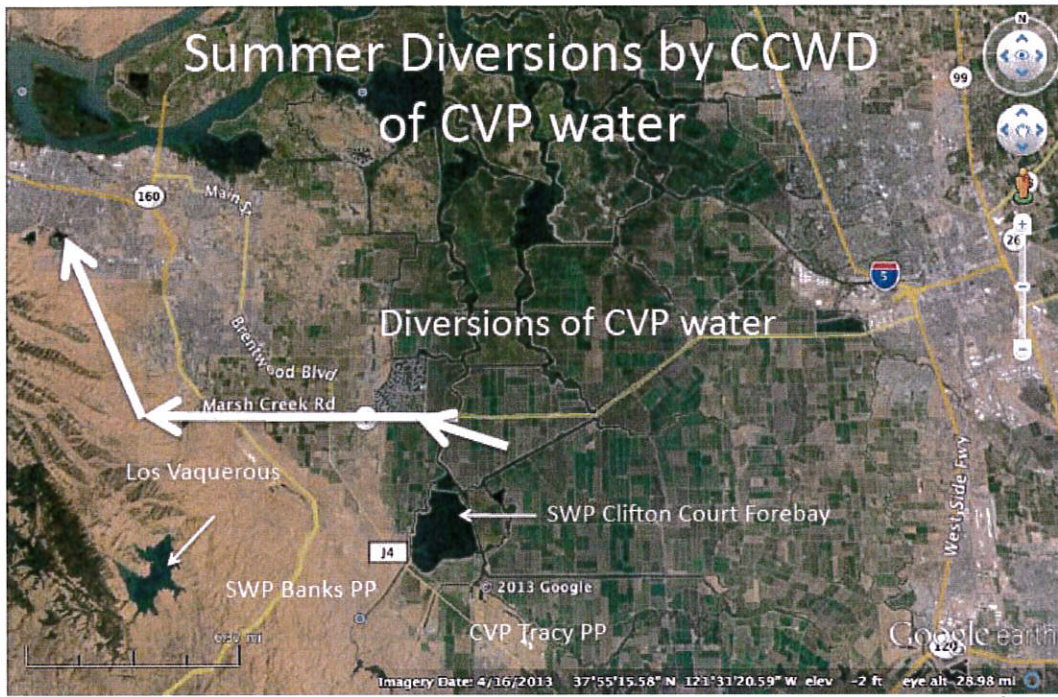 Summer Diversions by CCWD
of CVP water
N
99
160
Main S
26
5
Diversions of CVP water
Brentwood Blvd
Marsh Creek Rd
Los Vaquerous
SWP Clifton Court Forebay
West Side Fwy
J4
SWP Banks PP
© 2013 Google
CVP Tracy PP
Google earth
120
Imagery Date: 4/16/2013 37°55'15.58" N 121°31'20.59" W elev -2 ft eye alt 28.98 mi